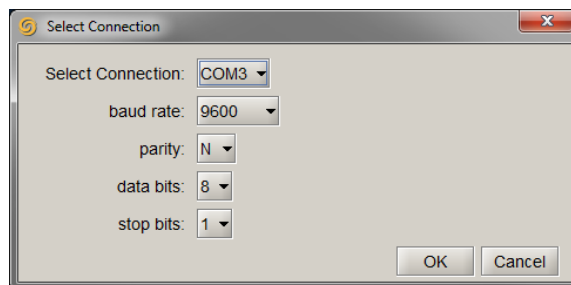 Select Connection
Select Connection: COM3
baud rate: 9600
parity: N
data bits: 8
stop bits: 1
OK Cancel